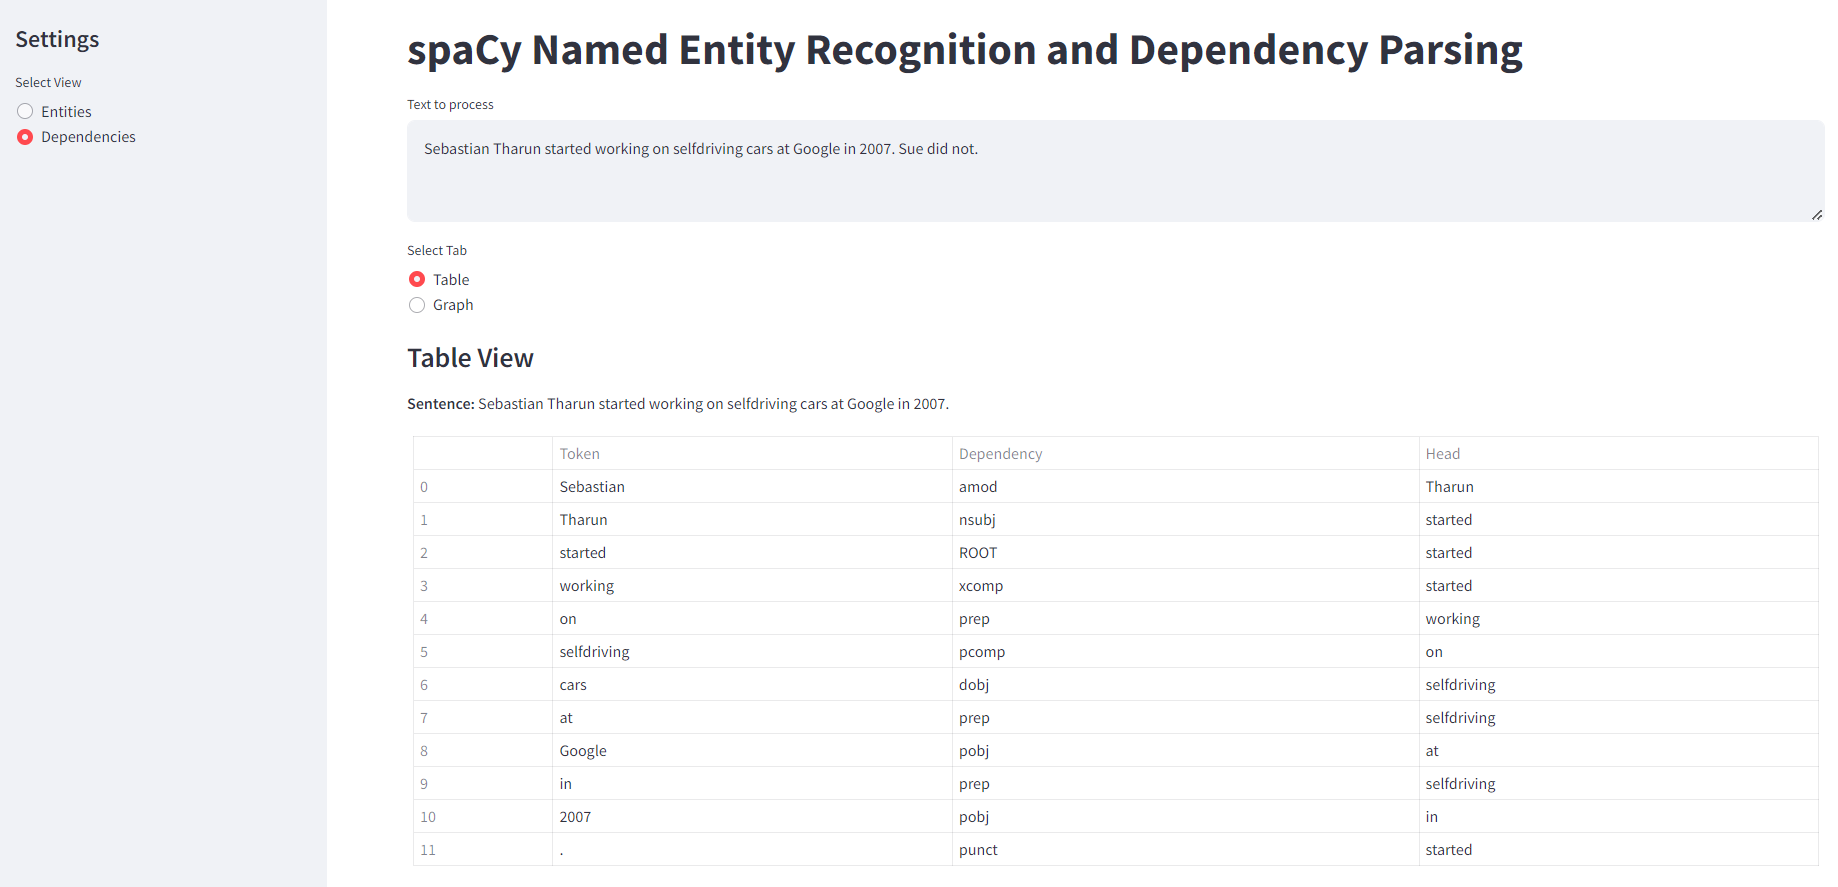 Settings
Select View
Entities
Dependencies
spaCy Named Entity Recognition and Dependency Parsing
Text to process
Sebastian Tharun started working on selfdriving cars at Google in 2007. Sue did not.
Select Tab
Table
Graph
Table View
Sentence: Sebastian Tharun started working on selfdriving cars at Google in 2007.
Token Dependency Head
0 Sebastian amod Tharun
1 Tharun nsubj started
2 started ROOT started
3 working xcomp started
4 on prep working
5 selfdriving pcomp on
6 cars dobj selfdriving
7 at prep selfdriving
8 Google pobj at
9 in prep selfdriving
10 2007 pobj in
11 . punct started